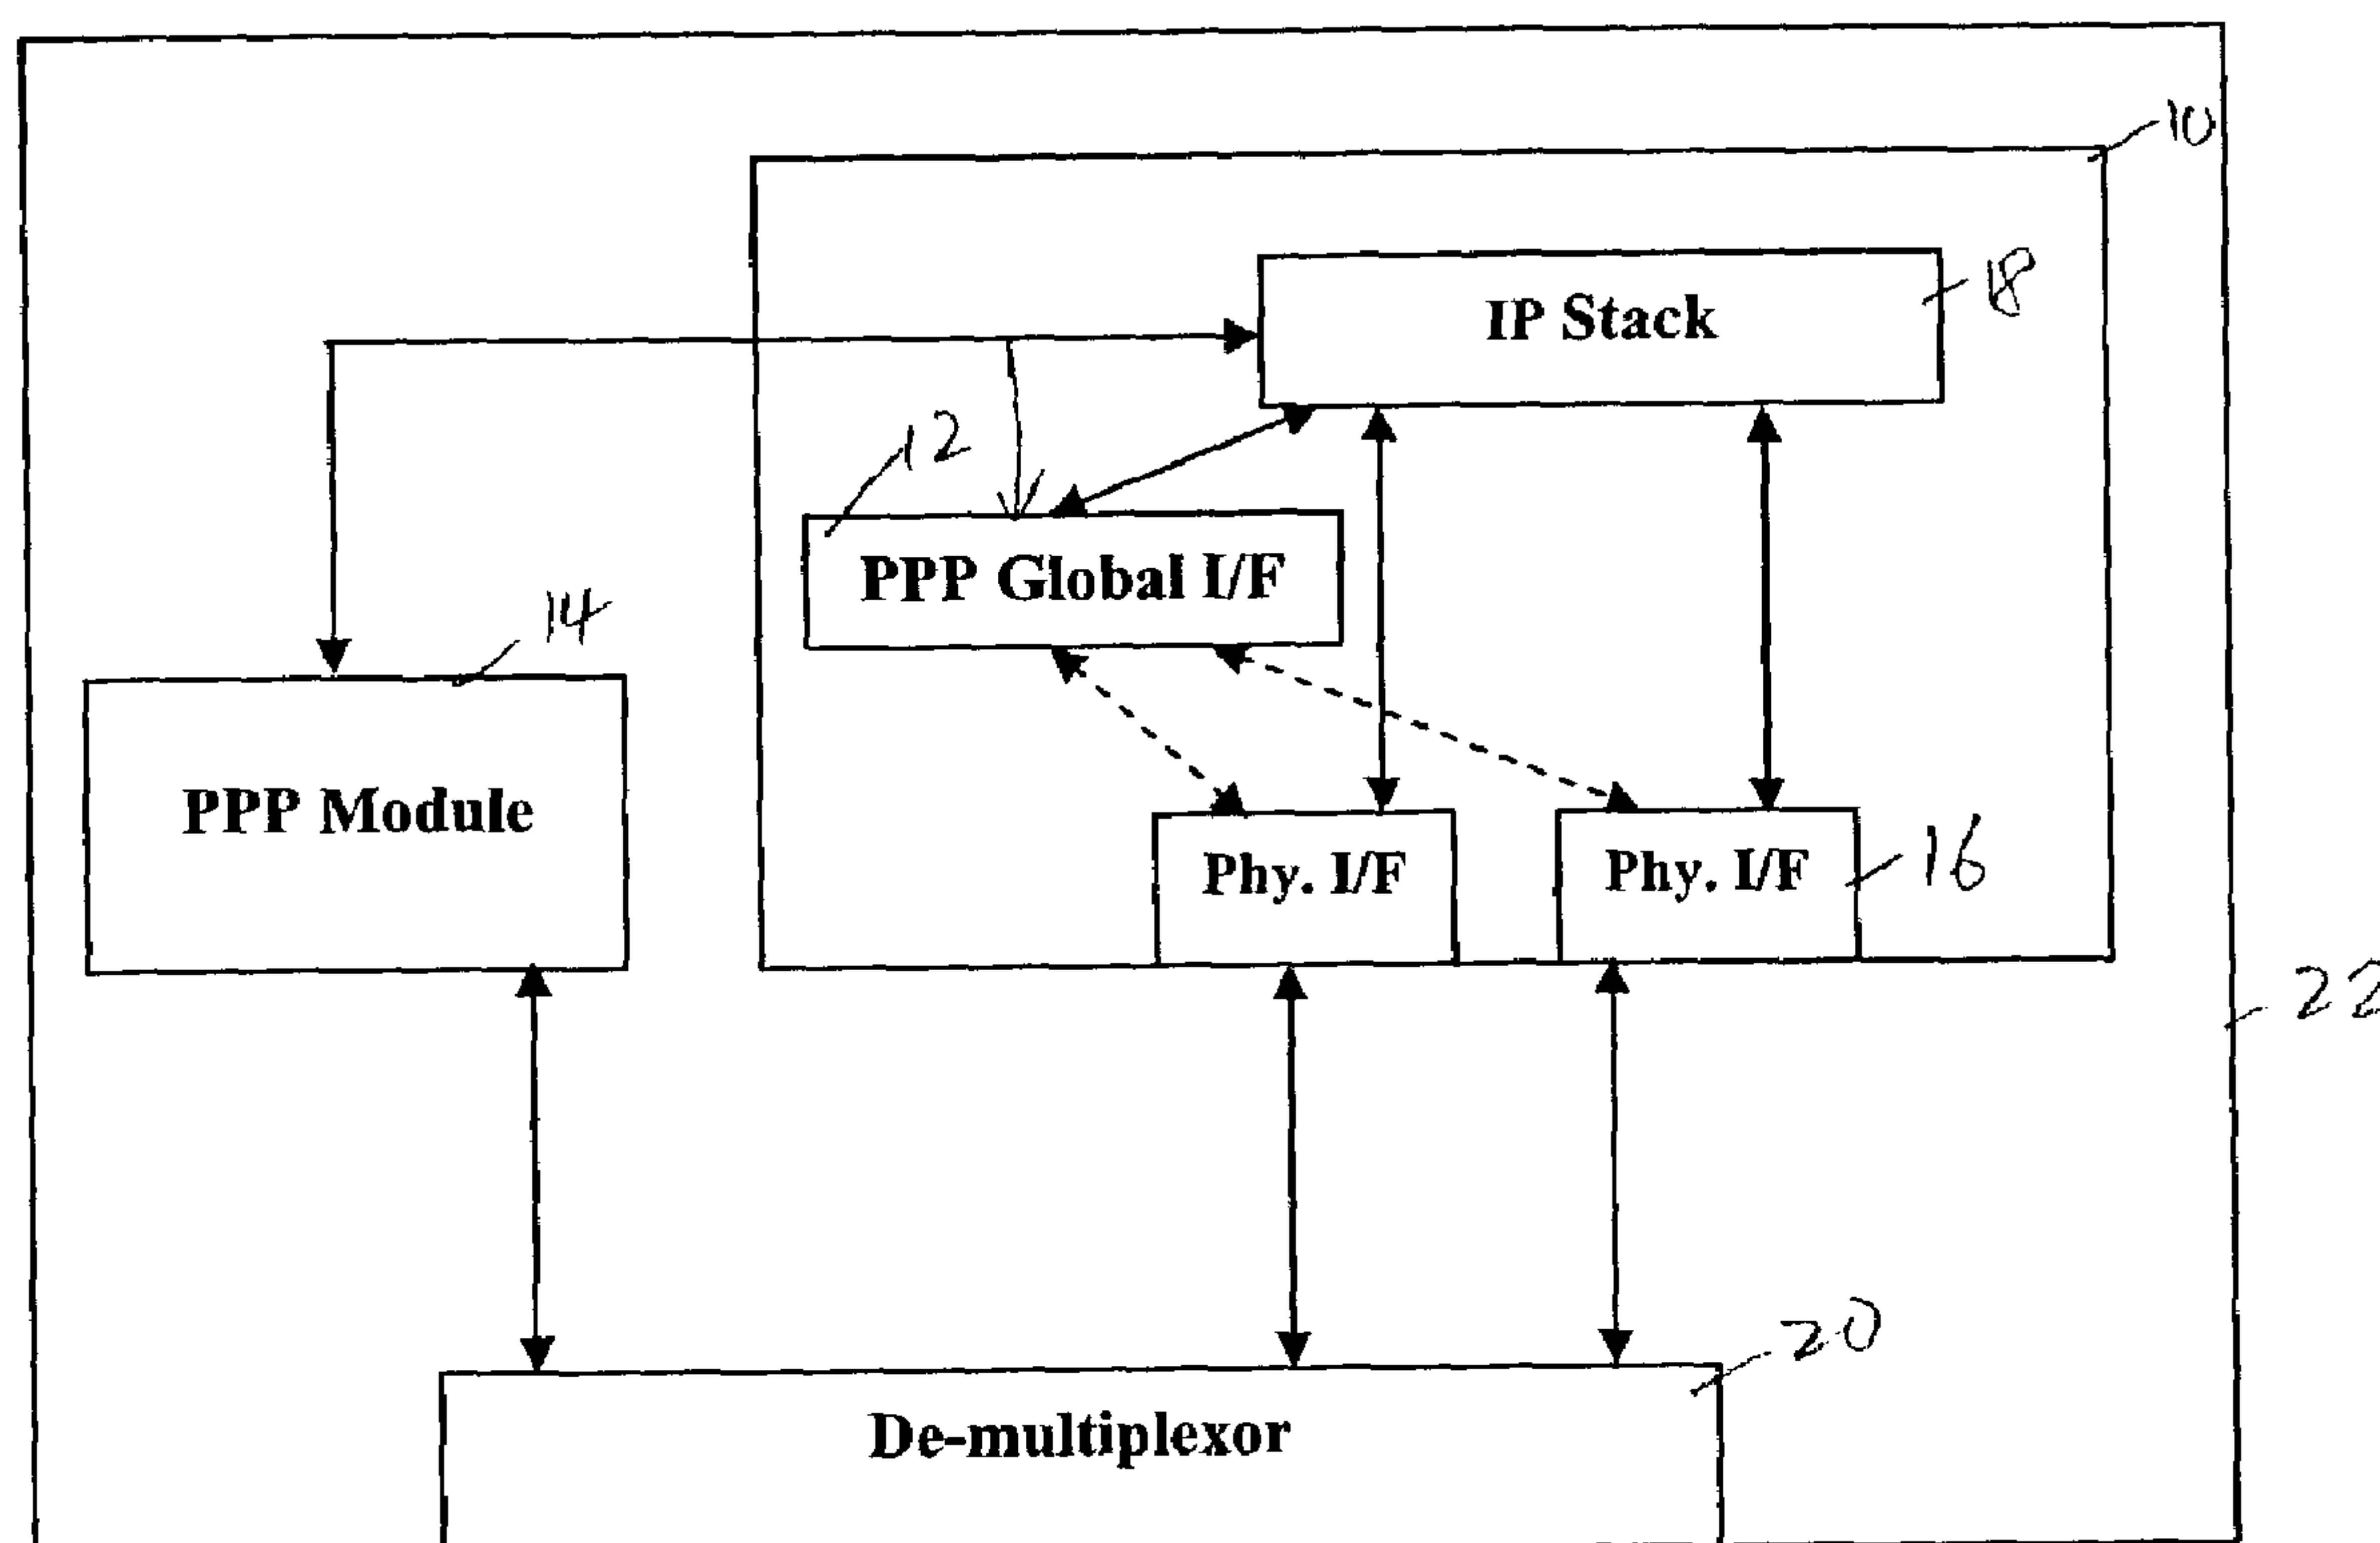 10
IP Stack
18
12
PPP Global I/F
14
PPP Module
Phy. I/F
Phy. I/F
16
22
20
De-multiplexor